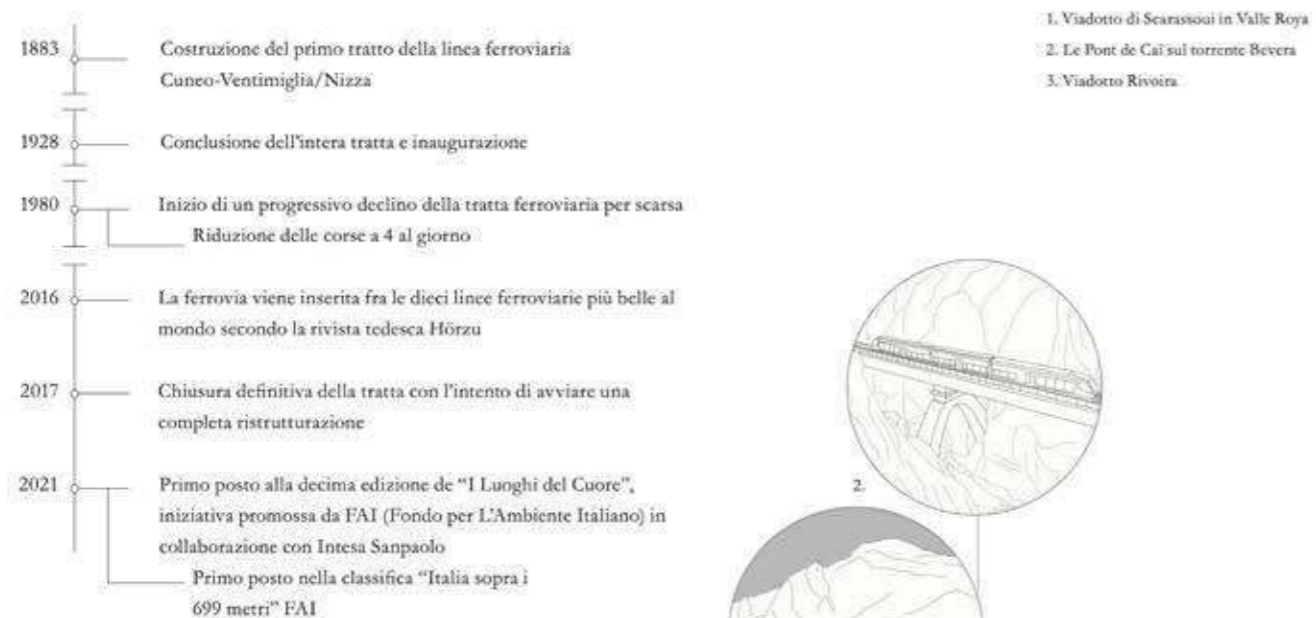 1883
Costruzione del primo tratto della linea ferroviaria
Cuneo-Ventimiglia/Nizza
1928
Conclusione dell'intera tratta e inaugurazione
1980
Inizio di un progressivo declino della tratta ferroviaria per scarsa
Riduzione delle corse a 4 al giorno
2016
La ferrovia viene inserita fra le dieci linee ferroviarie più belle al
mondo secondo la rivista tedesca Hörzu
2017
Chiusura definitiva della tratta con l'intento di avviare una
completa ristrutturazione
2021
Primo posto alla decima edizione de “I Luoghi del Cuore”,
iniziativa promossa da FAI (Fondo per L'Ambiente Italiano) in
collaborazione con Intesa Sanpaolo
Primo posto nella classifica “Italia sopra i
699 metri” FAI
1. Viadotto di Scarassoui in Valle Roya
2. Le Pont de Caï sul torrente Bevera
3. Viadotto Rivoira
2.